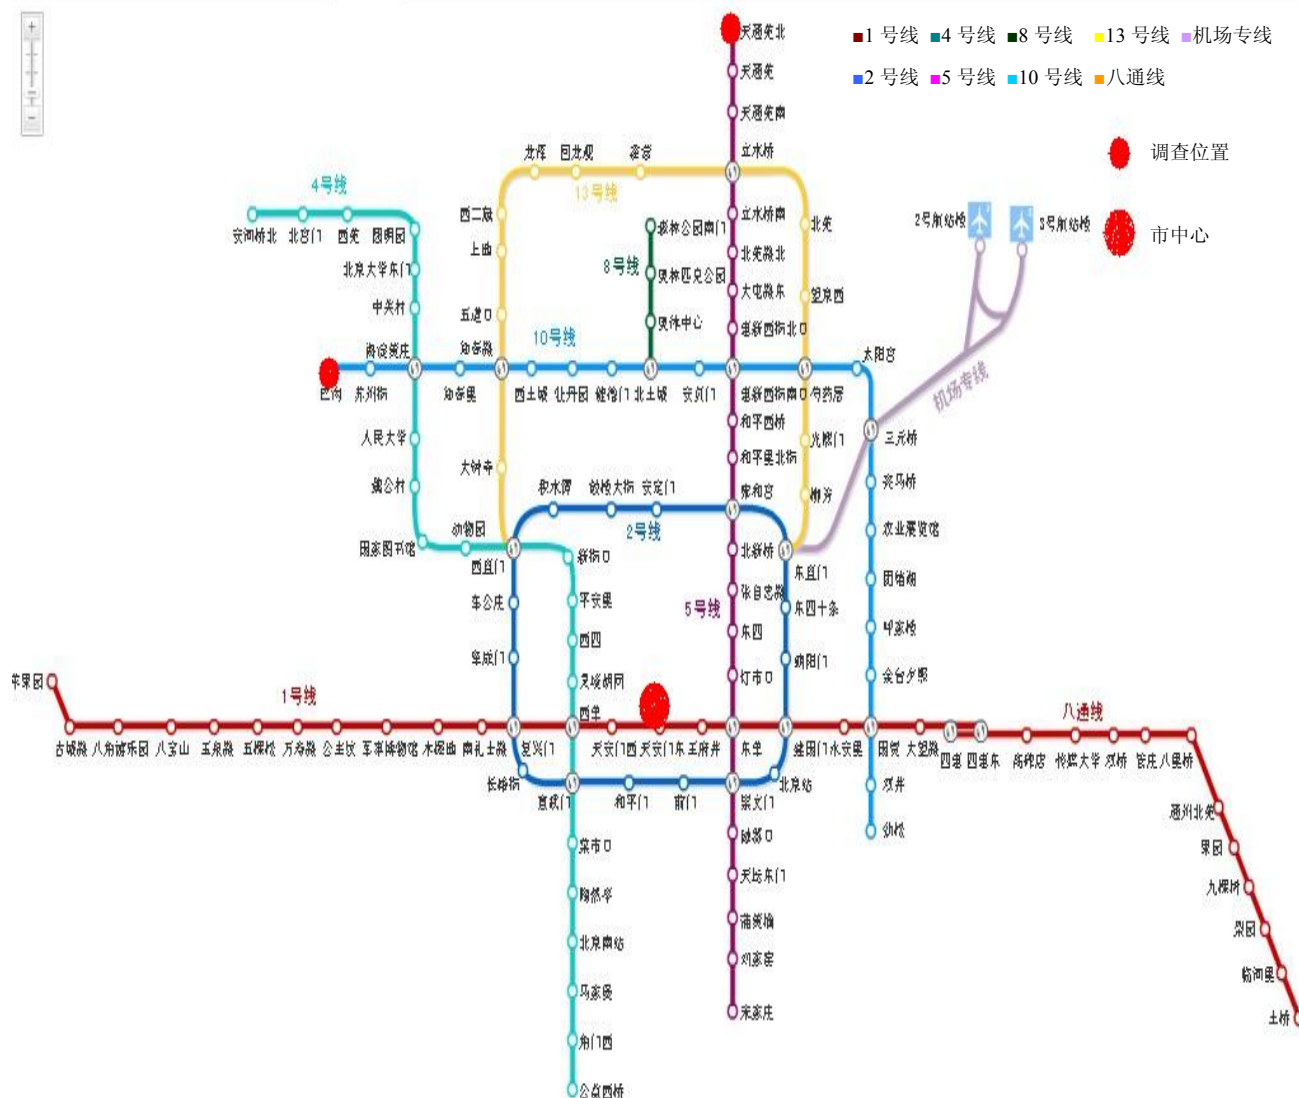 ■1 号线 ■4 号线 ■8 号线 ■13 号线 ■机场专线
■2 号线 ■5 号线 ■10 号线 ■八通线
调查位置
市中心
天通苑北
天通苑
天通苑南
立水桥
龙泽
回龙观
霍营
13号线
4号线
安河桥北
北宫门
西苑
圆明园
西二旗
上地
北京大学东门
中关村
五道口
海淀黄庄
知春路
10号线
8号线
森林公园南门
奥林匹克公园
奥体中心
立水桥南
北苑路北
大屯路东
惠新西街北口
北苑
望京西
2号航站楼
3号航站楼
太阳宫
机场专线
巴沟
苏州街
知春里
西土城
牡丹园
健德门
北土城
安贞门
惠新西街南口
芍药居
人民大学
魏公村
大钟寺
和平西桥
和平里北街
光熙门
柳芳
三元桥
亮马桥
农业展览馆
团结湖
呼家楼
金台夕照
积水潭
鼓楼大街
安定门
雍和宫
2号线
国家图书馆
动物园
西直门
新街口
北新桥
东直门
车公庄
平安里
5号线
张自忠路
东四十条
西四
东四
阜成门
灵境胡同
灯市口
朝阳门
苹果园
1号线
西单
八通线
古城路
八角游乐园
八宝山
玉泉路
五棵松
万寿路
公主坟
军事博物馆
木樨地
南礼士路
复兴门
天安门西
天安门东
王府井
东单
建国门
永安里
国贸
大望路
四惠
四惠东
高碑店
传媒大学
双桥
管庄
八里桥
长椿街
宣武门
和平门
前门
崇文门
北京站
双井
劲松
通州北苑
果园
九棵树
梨园
临河里
土桥
菜市口
陶然亭
北京南站
马家堡
角门西
公益西桥
磁器口
天坛东门
蒲黄榆
刘家窑
宋家庄